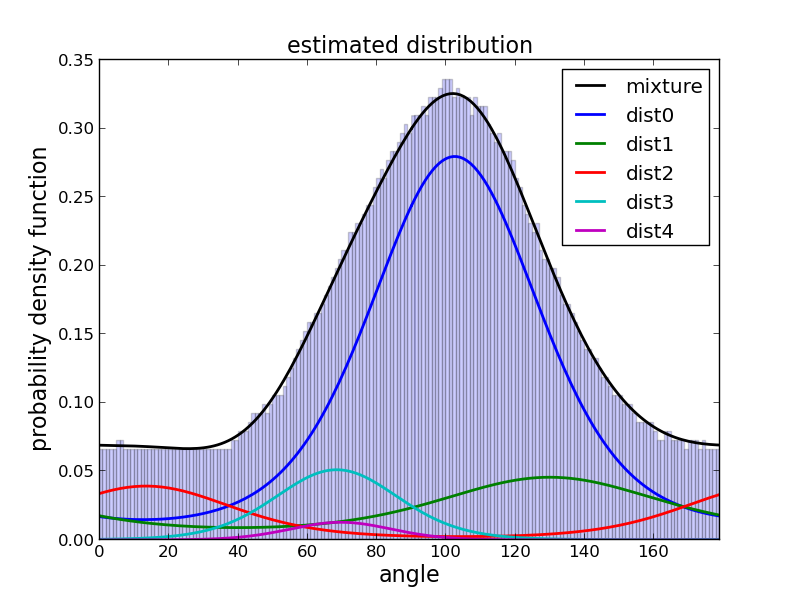 estimated distribution
probability density function
0.35
0.30
0.25
0.20
0.15
0.10
0.05
0.00
mixture
dist0
dist1
dist2
dist3
dist4
0 20 40 60 80 100 120 140 160
angle